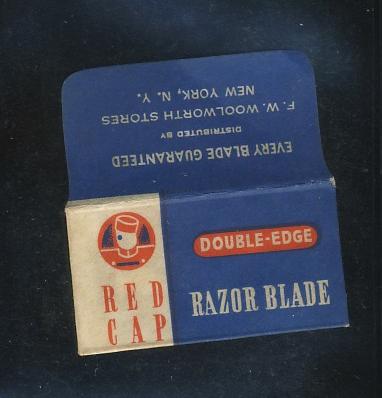 EVERY BLADE GUARANTEED
DISTRIBUTED BY
F. W. WOOLWORTH STORES
NEW YORK, N. Y.
RED
CAP
DOUBLE-EDGE
RAZOR BLADE